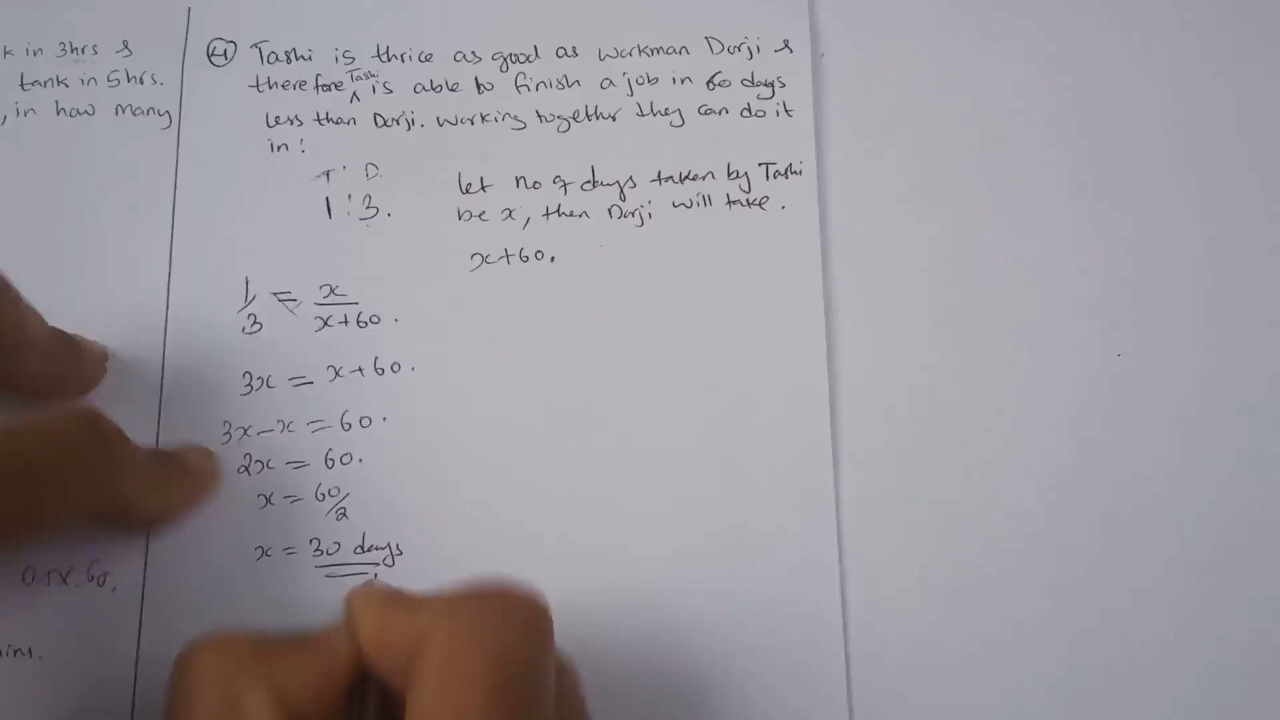 k in 3hrs &
tank in 5hrs.
, in how many
④ Tashi is thrice as good as workman Dorji &
therefore Tashi is able to finish a job in 60 days
less than Dorji. Working together they can do it
in :
T : D.
1 : 3.
let no of days taken by Tashi
be x, then Dorji will take.
x+60.
1/3 = x/x+60.
3x = x+60.
3x-x = 60.
2x = 60.
x = 60/2
x = 30 days